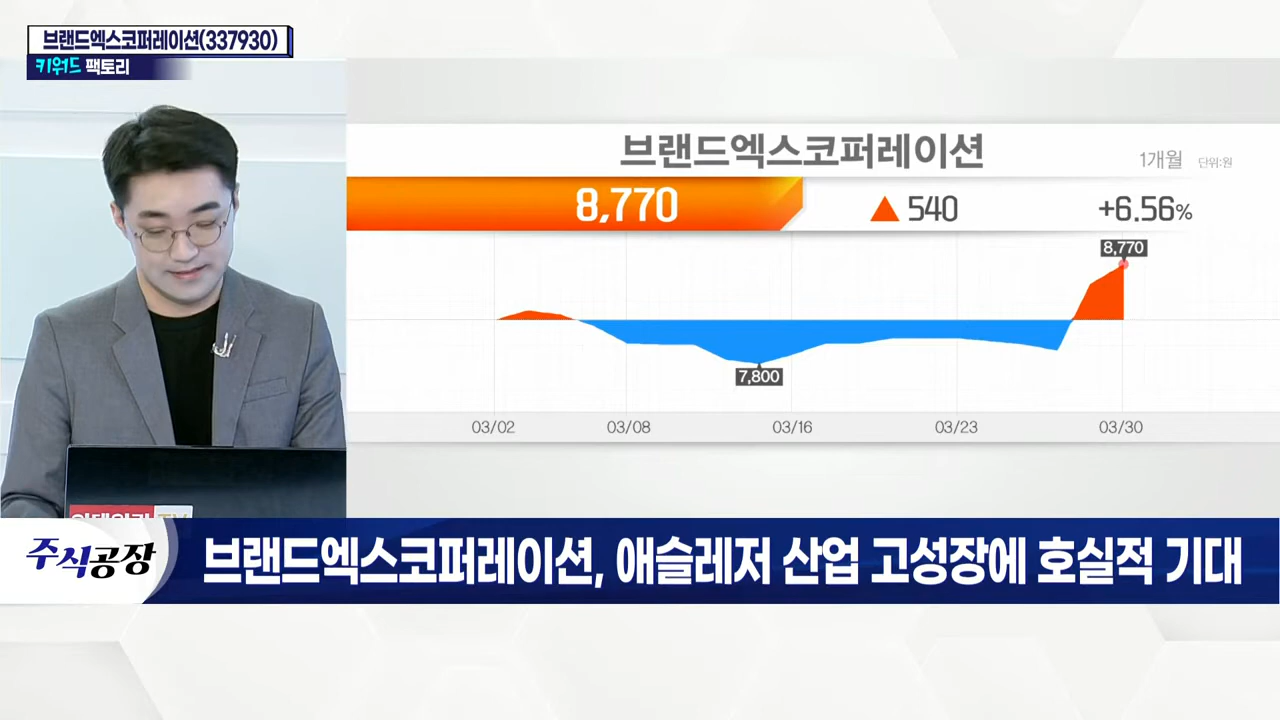 브랜드엑스코퍼레이션(337930)
키워드 팩토리
브랜드엑스코퍼레이션
1개월 단위:원
8,770 ▲ 540 +6.56%
8,770
7,800
03/02 03/08 03/16 03/23 03/30
주식공장
브랜드엑스코퍼레이션, 애슬레저 산업 고성장에 호실적 기대